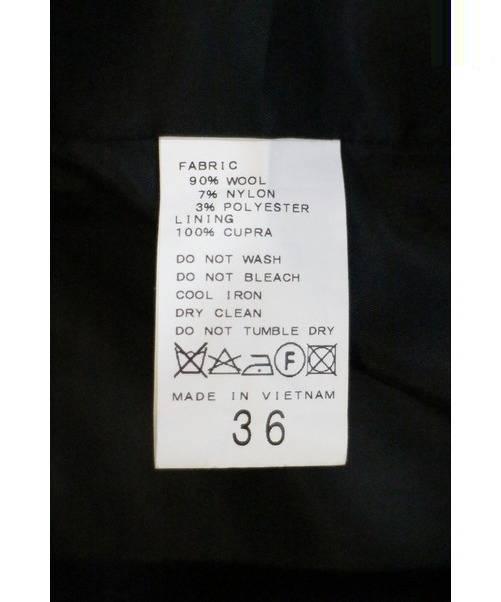 FABRIC
90% WOOL
7% NYLON
3% POLYESTER
LINING
100% CUPRA
DO NOT WASH
DO NOT BLEACH
COOL IRON
DRY CLEAN
DO NOT TUMBLE DRY
F
MADE IN VIETNAM
36